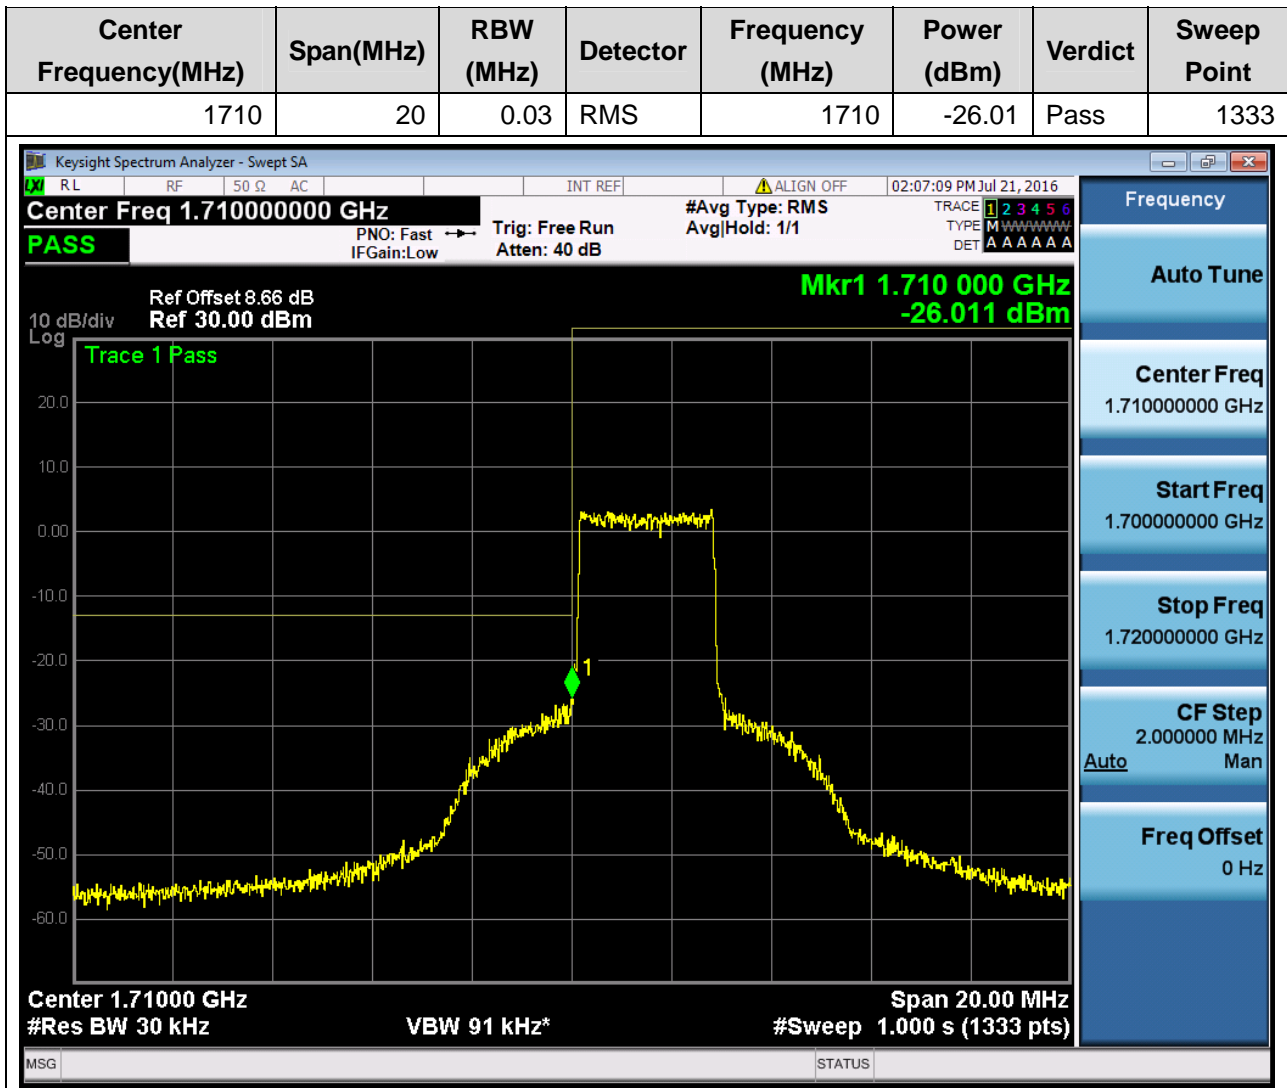 Center Frequency(MHz) Span(MHz) RBW (MHz) Detector Frequency (MHz) Power (dBm) Verdict Sweep Point
1710 20 0.03 RMS 1710 -26.01 Pass 1333
Keysight Spectrum Analyzer - Swept SA
LXI RL RF 50 Ω AC INT REF ALIGN OFF 02:07:09 PM Jul 21, 2016
Center Freq 1.710000000 GHz
PASS
PNO: Fast
IFGain:Low
Trig: Free Run
Atten: 40 dB
#Avg Type: RMS
Avg|Hold: 1/1
TRACE 1 2 3 4 5 6
TYPE M W W W W W
DET A A A A A A
Mkr1 1.710 000 GHz
-26.011 dBm
Ref Offset 8.66 dB
10 dB/div Ref 30.00 dBm
Log
Trace 1 Pass
20.0
10.0
0.00
-10.0
-20.0
1
-30.0
-40.0
-50.0
-60.0
Center 1.71000 GHz Span 20.00 MHz
#Res BW 30 kHz VBW 91 kHz* #Sweep 1.000 s (1333 pts)
MSG STATUS
Frequency
Auto Tune
Center Freq
1.710000000 GHz
Start Freq
1.700000000 GHz
Stop Freq
1.720000000 GHz
CF Step
2.000000 MHz
Auto Man
Freq Offset
0 Hz